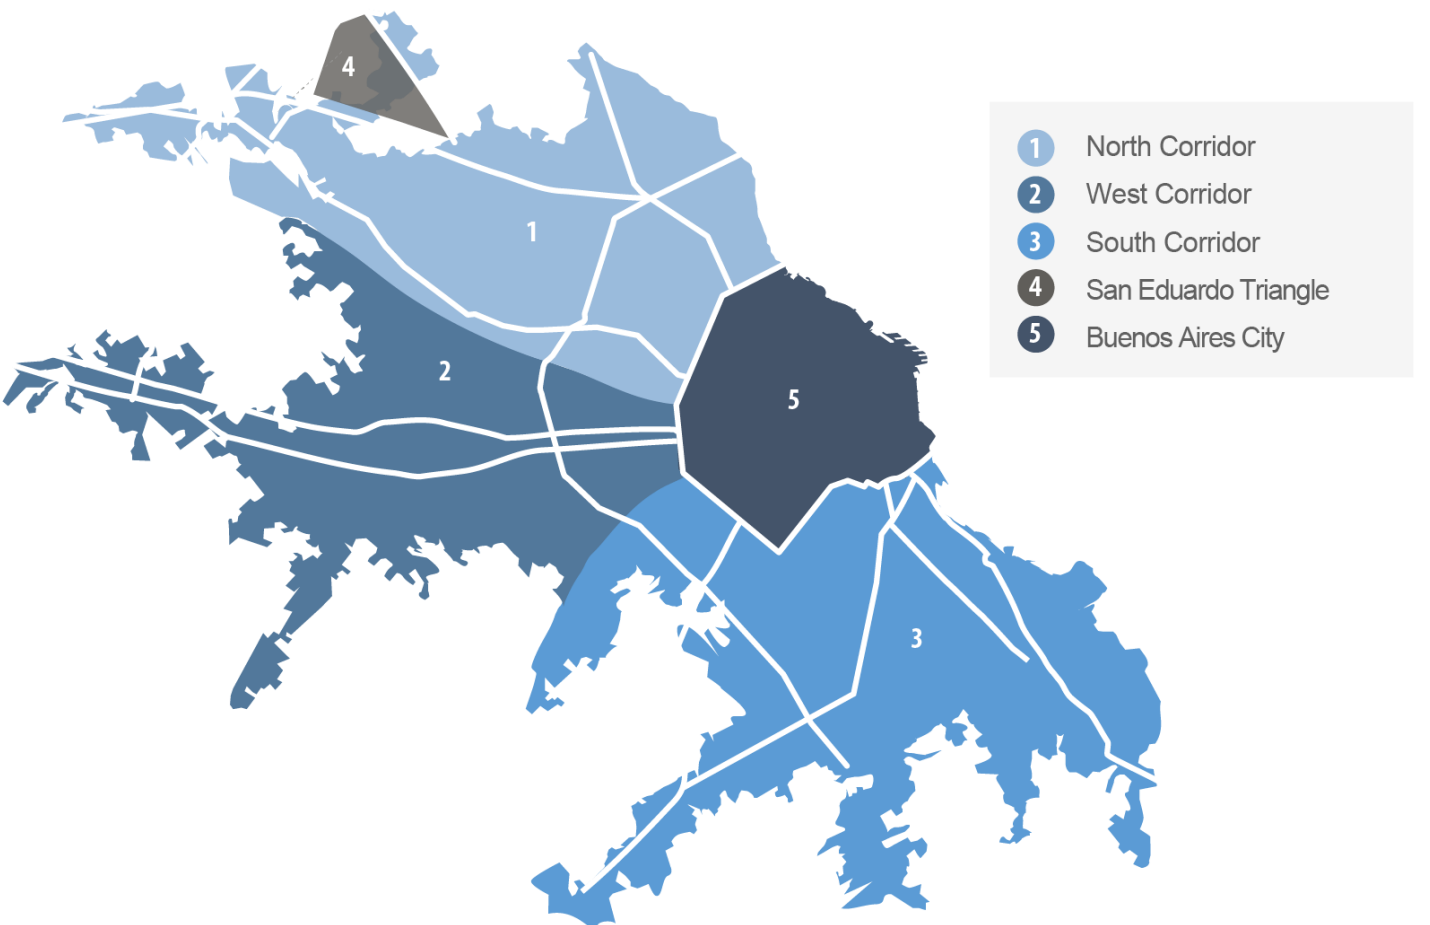 4
1
2
5
3
1 North Corridor
2 West Corridor
3 South Corridor
4 San Eduardo Triangle
5 Buenos Aires City